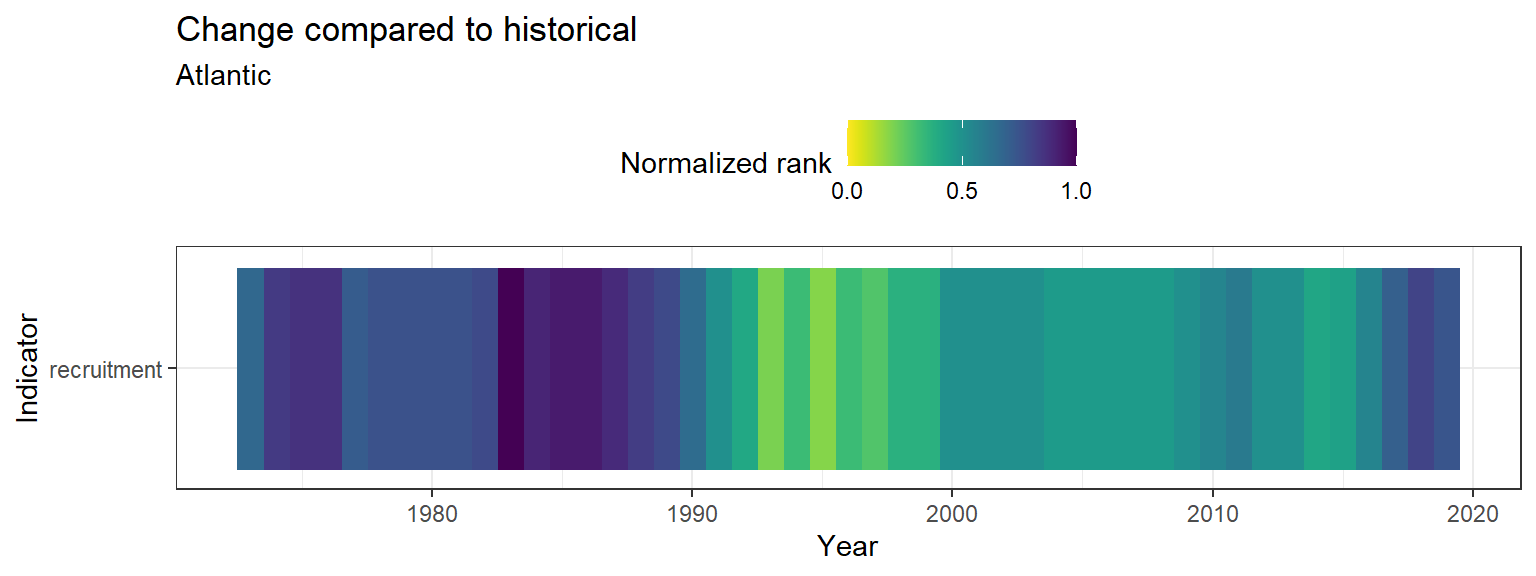 Change compared to historical
Atlantic
Normalized rank
0.0 0.5 1.0
Indicator
recruitment
1980 1990 2000 2010 2020
Year